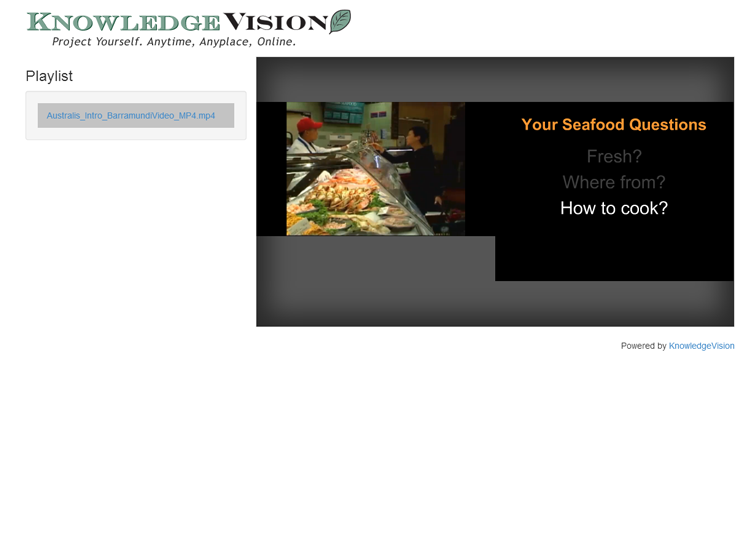 KNOWLEDGEVISION
Project Yourself. Anytime, Anyplace, Online.
Playlist
Australis_Intro_BarramundiVideo_MP4.mp4
Your Seafood Questions
Fresh?
Where from?
How to cook?
Powered by KnowledgeVision